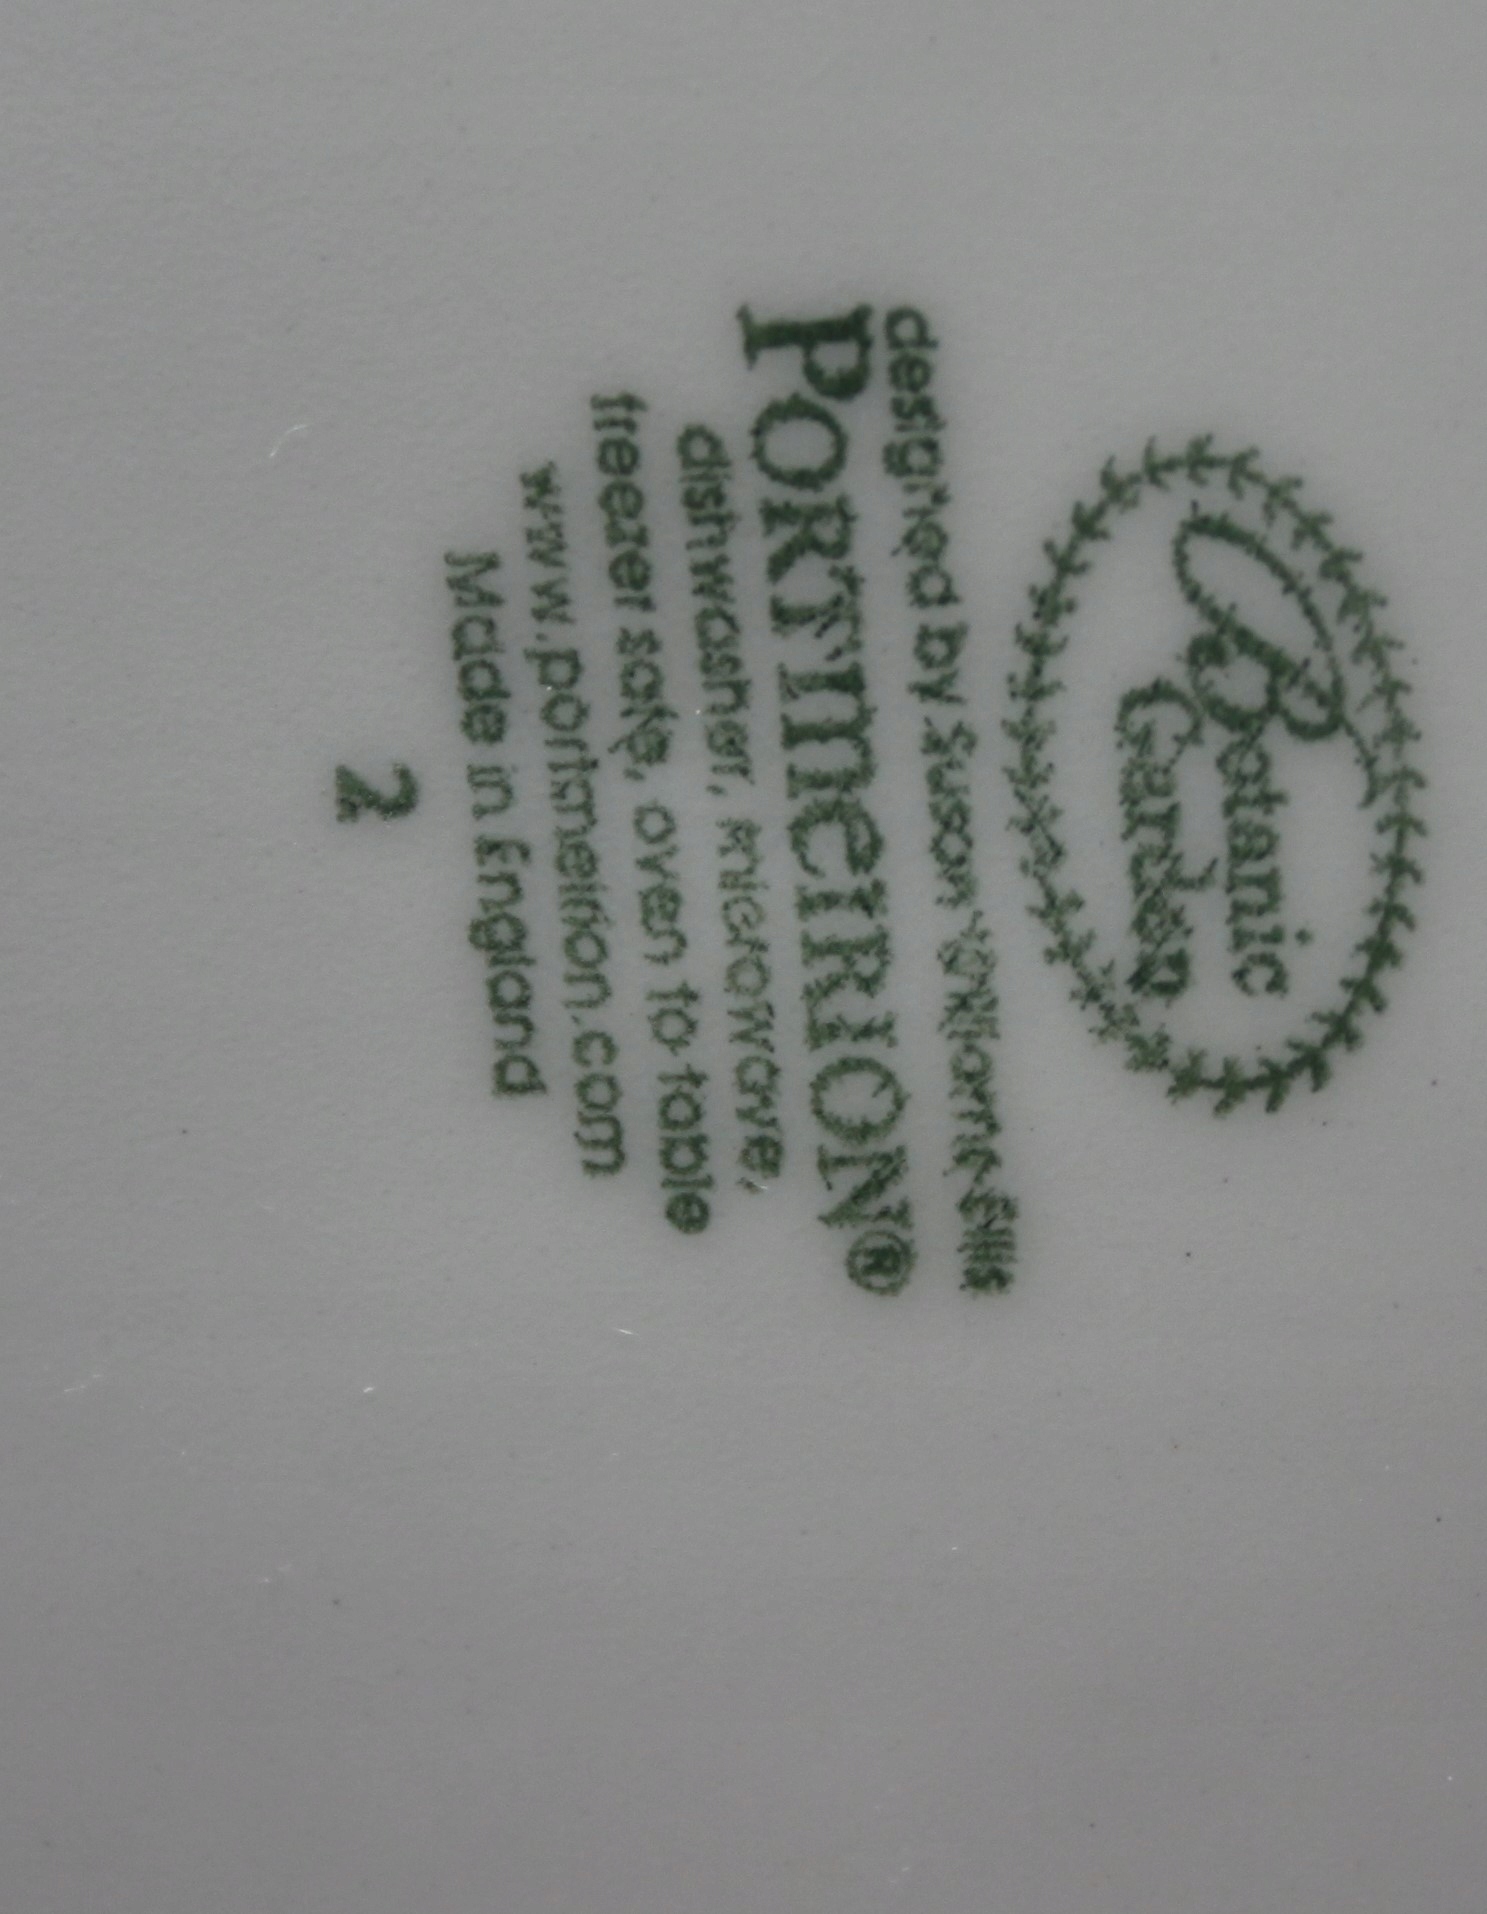 Botanic
Garden
designed by Susan Williams-Ellis
PORTMEIRION®
dishwasher, microwave,
freezer safe, oven to table
www.portmeirion.com
Made in England
2